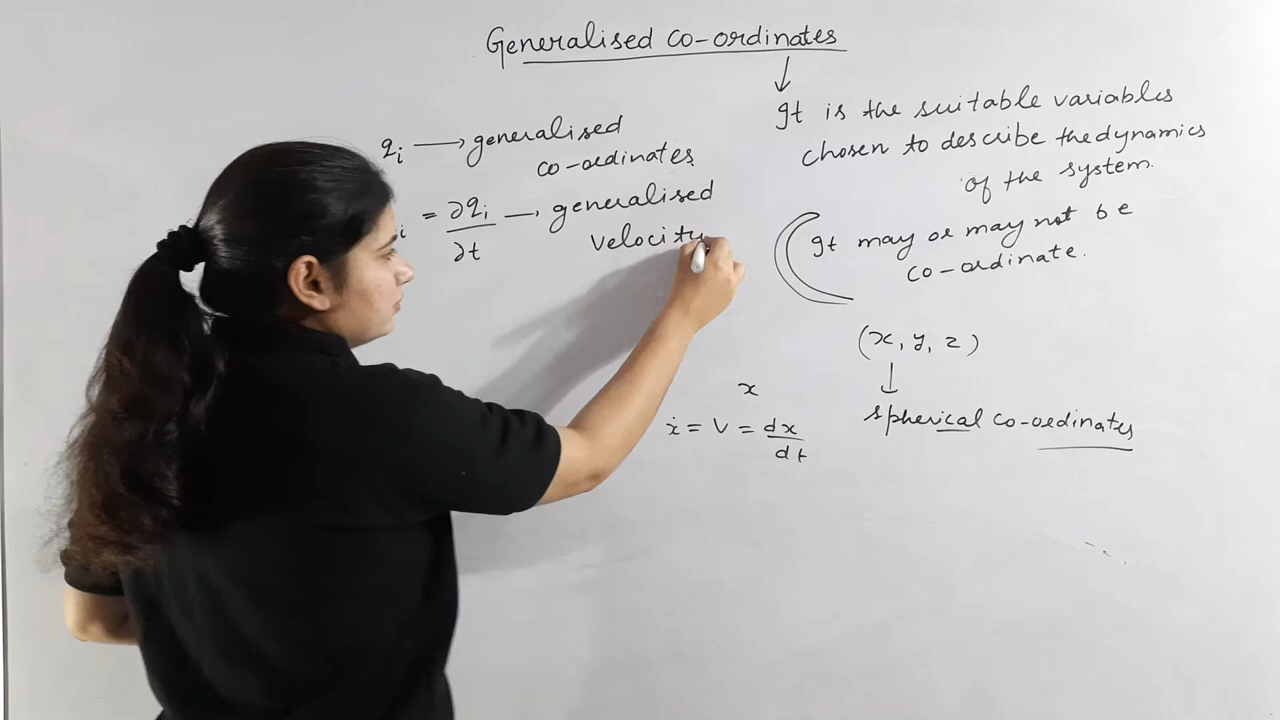 Generalised co-ordinates
↓
It is the suitable variables
chosen to describe the dynamics
of the system.
It may or may not be
co-ordinate.
(x, y, z)
↓
spherical co-ordinates
qi → generalised
co-ordinates
i = ∂qi/∂t → generalised
velocity
x
ẋ = v = dx/dt